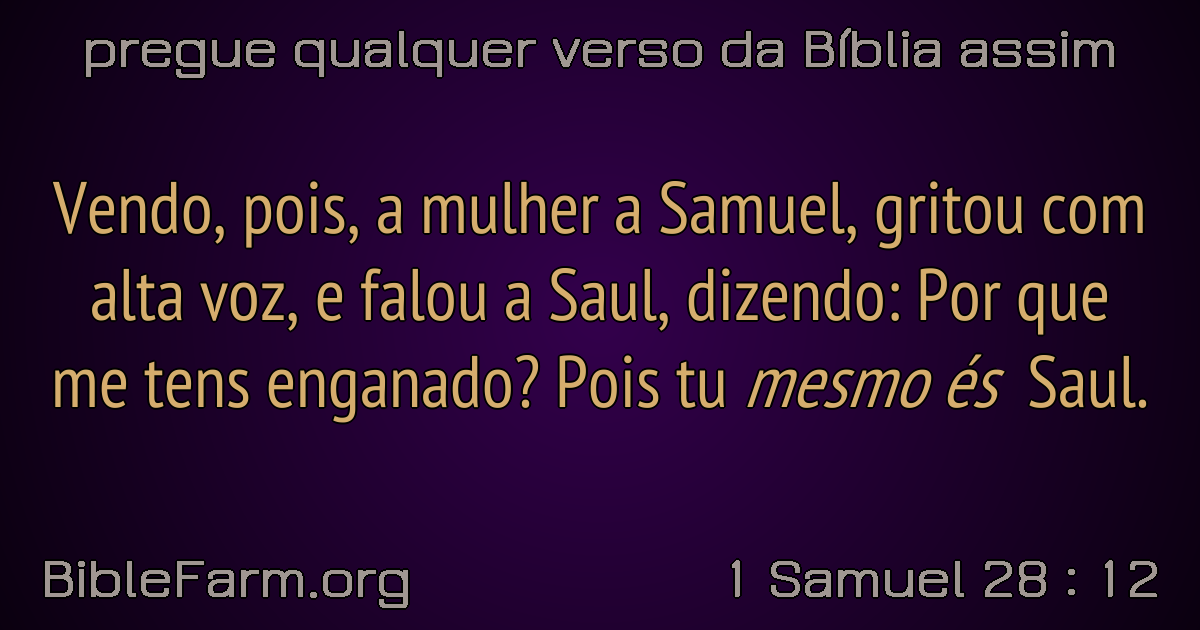 pregue qualquer verso da Bíblia assim
Vendo, pois, a mulher a Samuel, gritou com
alta voz, e falou a Saul, dizendo: Por que
me tens enganado? Pois tu mesmo és Saul.
BibleFarm.org
1 Samuel 28 : 12